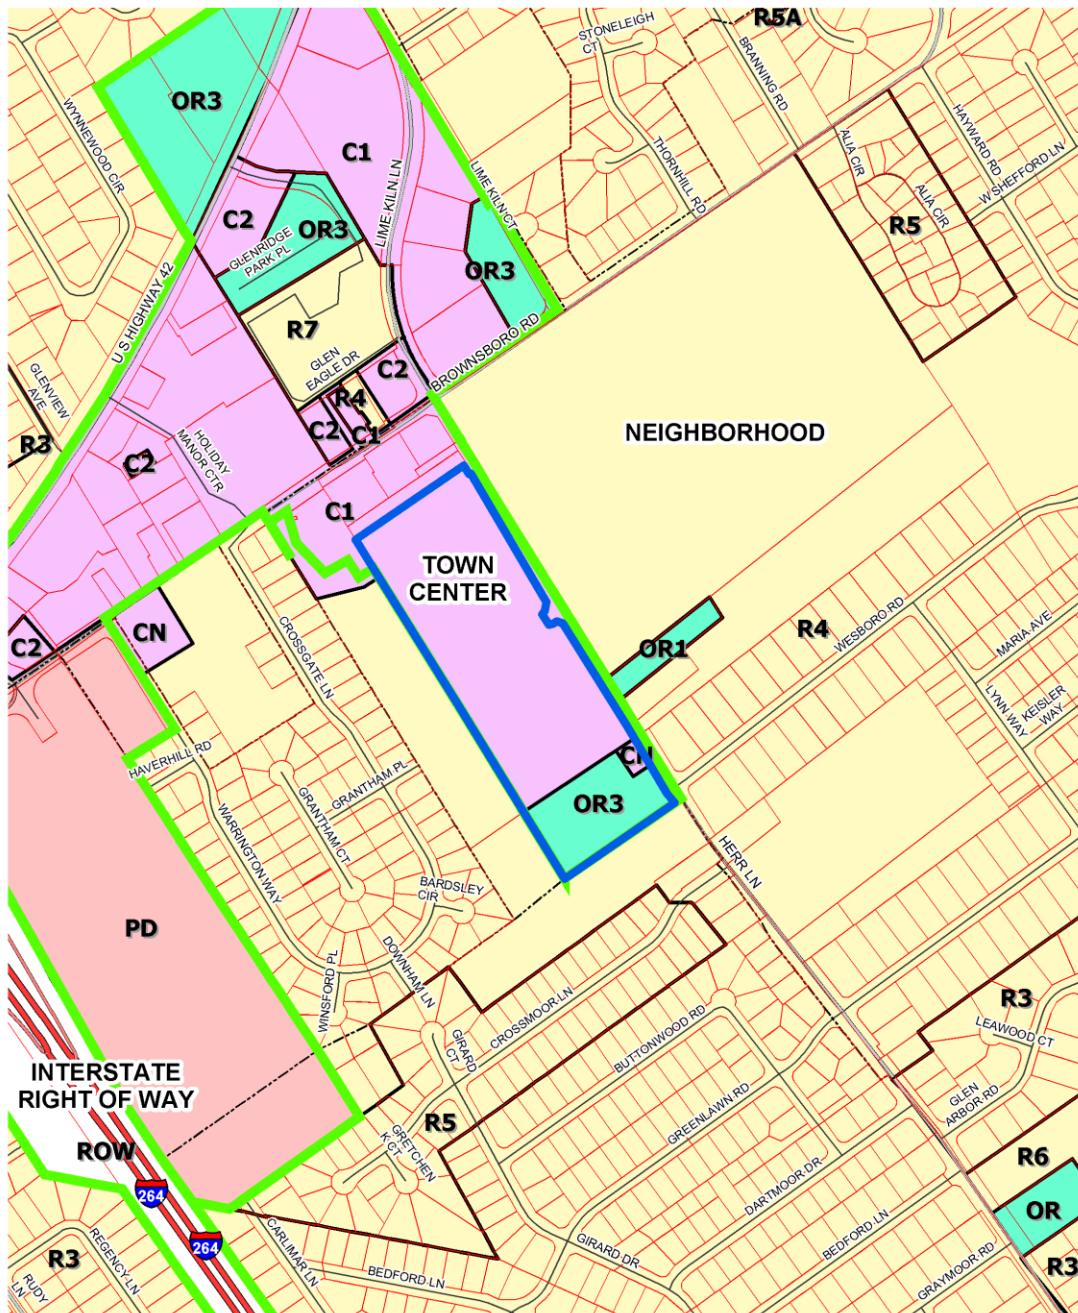 R5A
STONELEIGH
CT
BRANNING RD
OR3
WYNNEWOOD CIR
HAYWARD RD
ALIA CIR
C1
THORNHILL RD
W SHEFFORD LN
LIME KILN LN
LIME KILN CT
ALIA CIR
C2
OR3
R5
GLENRIDGE
PARK PL
OR3
U S HIGHWAY 42
R7
BROWNSBORO RD
GLEN
EAGLE DR
C2
GLENVIEW
AVE
R4
NEIGHBORHOOD
C2
C1
R3
HOLIDAY
MANOR CTR
C2
C1
TOWN
CENTER
CN
C2
CROSSGATE LN
OR1
R4
WESBORO RD
MARIA AVE
LYNN WAY
KEISLER
WAY
HAVERHILL RD
CN
GRANTHAM PL
GRANTHAM CT
OR3
WARRINGTON WAY
HERR LN
BARDSLEY
CIR
PD
DOWNHAM LN
WINSFORD PL
CROSSMOOR LN
R3
LEAWOOD CT
GIRARD
CT
BUTTONWOOD RD
INTERSTATE
RIGHT OF WAY
GLEN
ARBOR RD
GREENLAWN RD
R5
ROW
GRETCHEN
K CT
R6
264
DARTMOOR DR
OR
264
CARLIMAR LN
BEDFORD LN
GIRARD DR
R3
REGENCY LN
GRAYMOOR RD
R3
RUDY
LN
BEDFORD LN